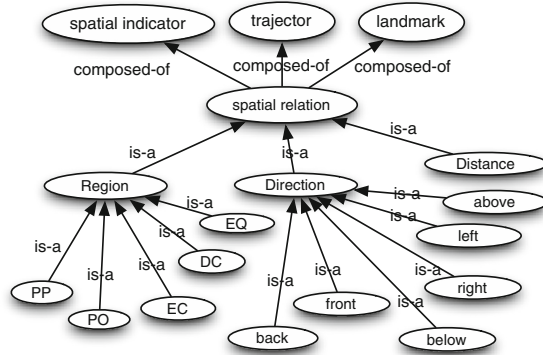 spatial indicator
trajector
landmark
composed-of
composed-of
composed-of
spatial relation
is-a
is-a
is-a
Distance
Region
Direction
is-a
above
is-a
EQ
is-a
left
is-a
is-a
DC
is-a
is-a
right
PP
is-a
is-a
is-a
front
is-a
PO
EC
back
below